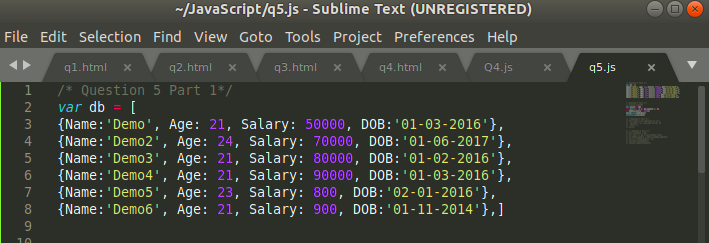 ~/JavaScript/q5.js - Sublime Text (UNREGISTERED)
File Edit Selection Find View Goto Tools Project Preferences Help
q1.html q2.html q3.html q4.html Q4.js q5.js
1 /* Question 5 Part 1*/
2 var db = [
3 {Name:'Demo', Age: 21, Salary: 50000, DOB:'01-03-2016'},
4 {Name:'Demo2', Age: 24, Salary: 70000, DOB:'01-06-2017'},
5 {Name:'Demo3', Age: 21, Salary: 80000, DOB:'01-02-2016'},
6 {Name:'Demo4', Age: 21, Salary: 90000, DOB:'01-03-2016'},
7 {Name:'Demo5', Age: 23, Salary: 800, DOB:'02-01-2016'},
8 {Name:'Demo6', Age: 21, Salary: 900, DOB:'01-11-2014'},]
9